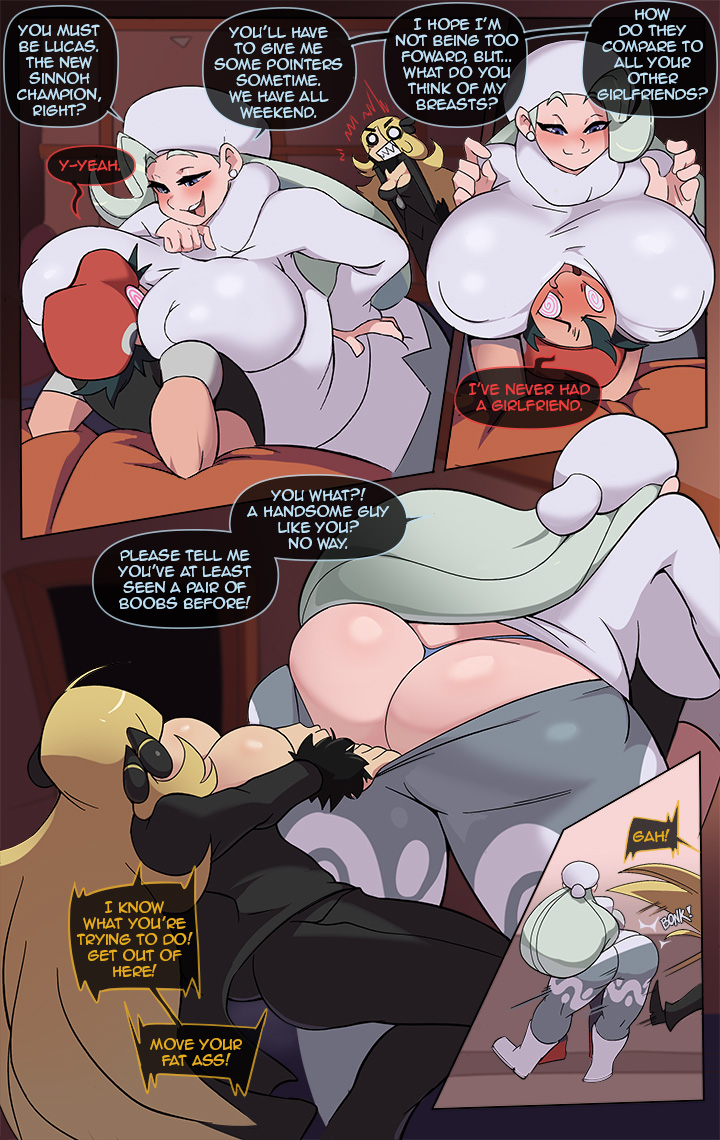 YOU MUST
BE LUCAS.
THE NEW
SINNOH
CHAMPION,
RIGHT?
Y-YEAH.
YOU'LL HAVE
TO GIVE ME
SOME POINTERS
SOMETIME.
WE HAVE ALL
WEEKEND.
I HOPE I'M
NOT BEING TOO
FOWARD, BUT...
WHAT DO YOU
THINK OF MY
BREASTS?
HOW
DO THEY
COMPARE TO
ALL YOUR
OTHER
GIRLFRIENDS?
I'VE NEVER HAD
A GIRLFRIEND.
YOU WHAT?!
A HANDSOME GUY
LIKE YOU?
NO WAY.
PLEASE TELL ME
YOU'VE AT LEAST
SEEN A PAIR OF
BOOBS BEFORE!
I KNOW
WHAT YOU'RE
TRYING TO DO!
GET OUT OF
HERE!
MOVE YOUR
FAT ASS!
GAH!
BONK!